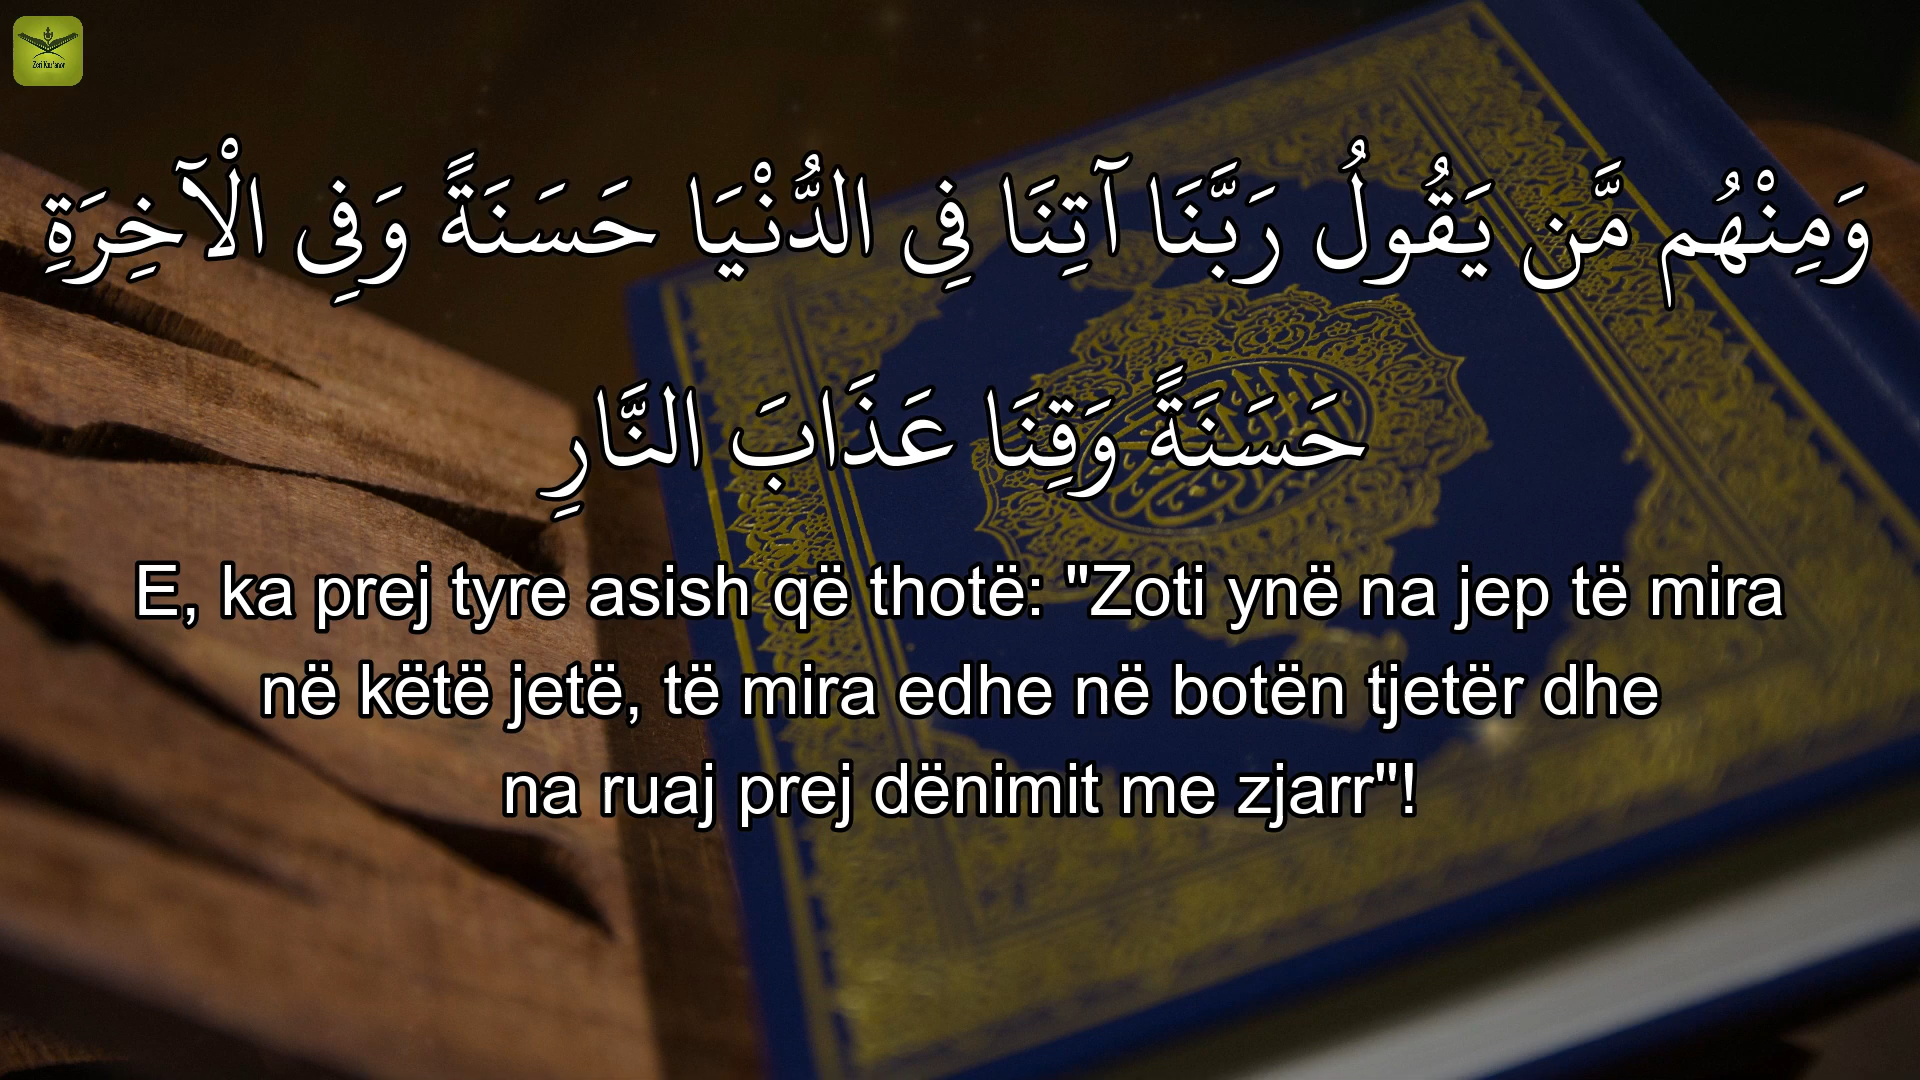 وَمِنْهُم مَّن يَقُولُ رَبَّنَا آتِنَا فِي الدُّنْيَا حَسَنَةً وَفِي الْآخِرَةِ
حَسَنَةً وَقِنَا عَذَابَ النَّارِ
E, ka prej tyre asish që thotë: "Zoti ynë na jep të mira
në këtë jetë, të mira edhe në botën tjetër dhe
na ruaj prej dënimit me zjarr"!